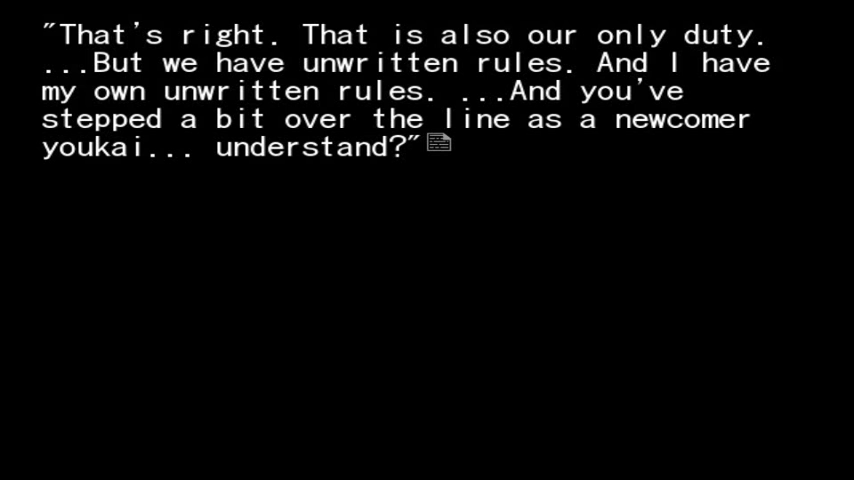 "That's right. That is also our only duty.
...But we have unwritten rules. And I have
my own unwritten rules. ...And you've
stepped a bit over the line as a newcomer
youkai... understand?"